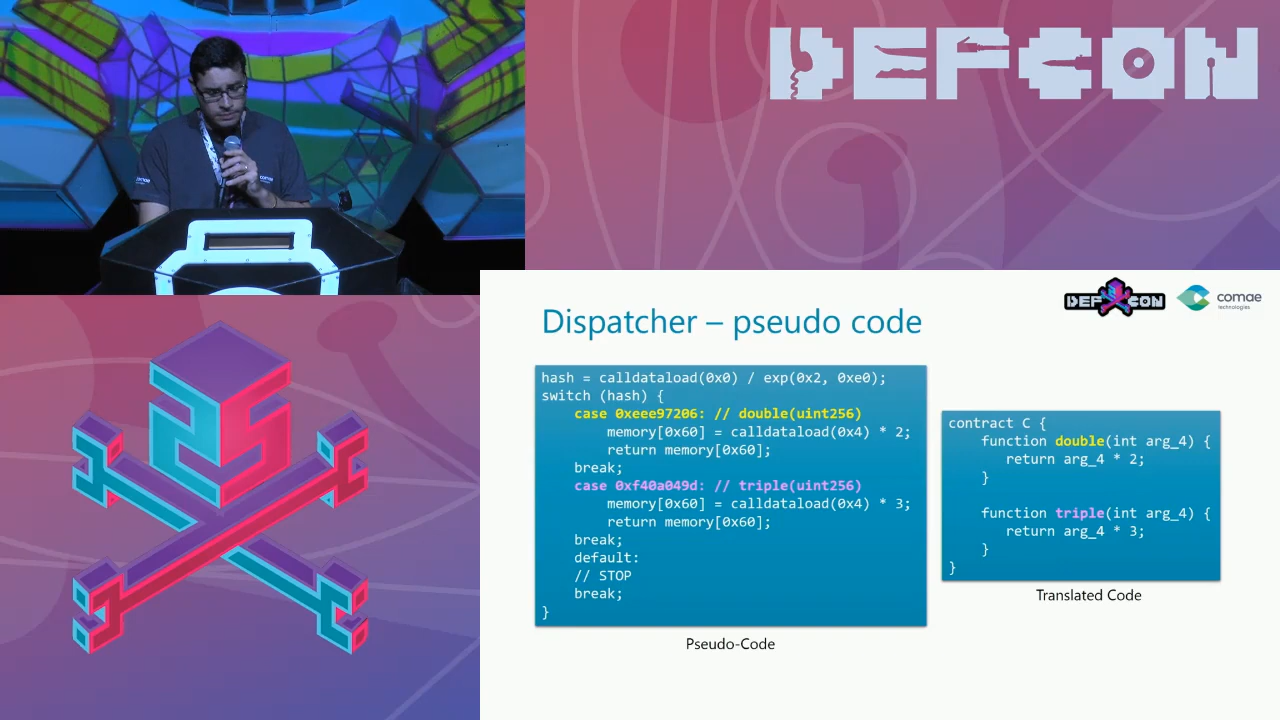 DEFCON
DEFCON
comae
technologies
Dispatcher – pseudo code
hash = calldataload(0x0) / exp(0x2, 0xe0);
switch (hash) {
    case 0xeee97206: // double(uint256)
        memory[0x60] = calldataload(0x4) * 2;
        return memory[0x60];
    break;
    case 0xf40a049d: // triple(uint256)
        memory[0x60] = calldataload(0x4) * 3;
        return memory[0x60];
    break;
    default:
    // STOP
    break;
}
Pseudo-Code
contract C {
    function double(int arg_4) {
       return arg_4 * 2;
    }
    function triple(int arg_4) {
       return arg_4 * 3;
    }
}
Translated Code